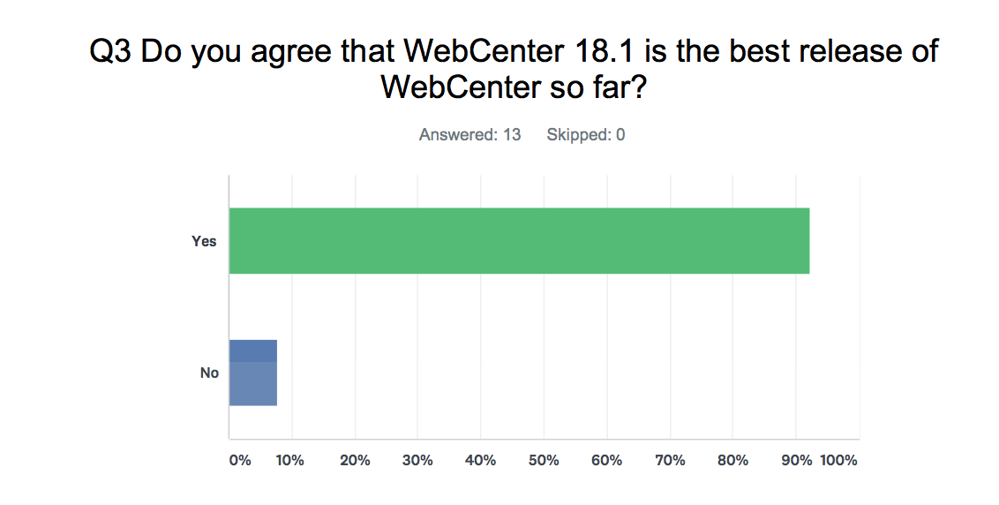 Q3 Do you agree that WebCenter 18.1 is the best release of
WebCenter so far?
Answered: 13 Skipped: 0
Yes
No
0% 10% 20% 30% 40% 50% 60% 70% 80% 90% 100%